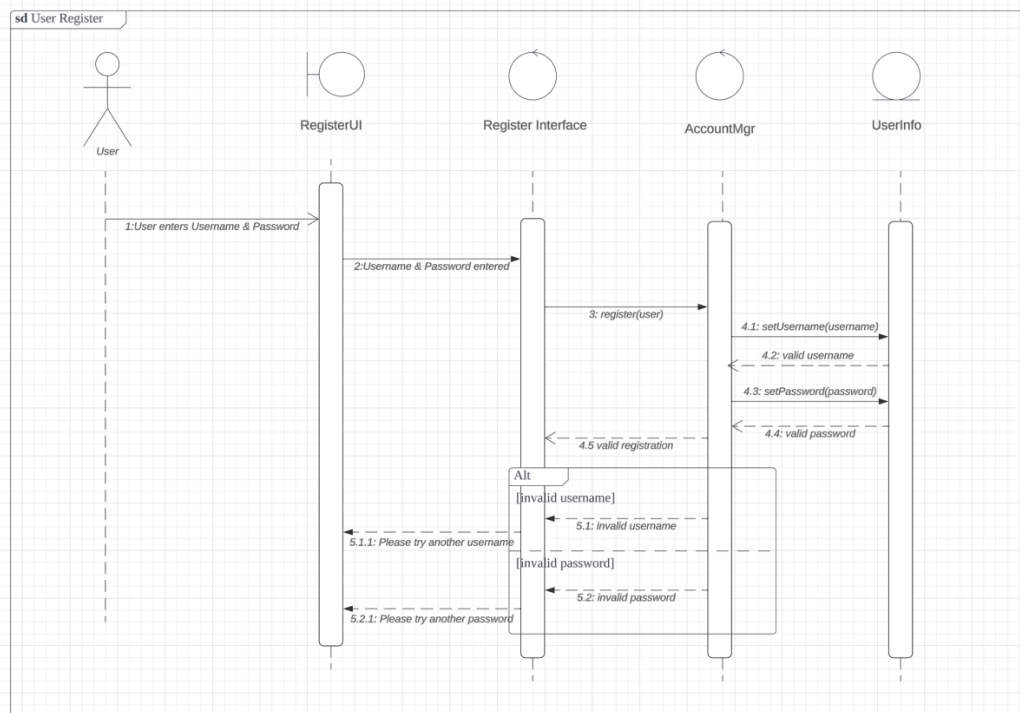 sd User Register
RegisterUI
Register Interface
AccountMgr
UserInfo
User
1:User enters Username & Password
2:Username & Password entered
3: register(user)
4.1: setUsername(username)
4.2: valid username
4.3: setPassword(password)
4.4: valid password
4.5 valid registration
Alt
[invalid username]
5.1: invalid username
5.1.1: Please try another username
[invalid password]
5.2: invalid password
5.2.1: Please try another password